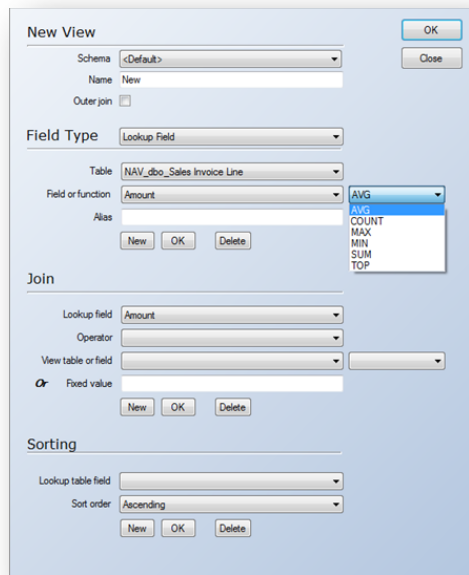 New View
OK
Schema <Default>
Close
Name New
Outer join
Field Type Lookup Field
Table NAV_dbo_Sales Invoice Line
Field or function Amount AVG
AVG
Alias
COUNT
MAX
New OK Delete
MIN
SUM
TOP
Join
Lookup field Amount
Operator
View table or field
Or Fixed value
New OK Delete
Sorting
Lookup table field
Sort order Ascending
New OK Delete